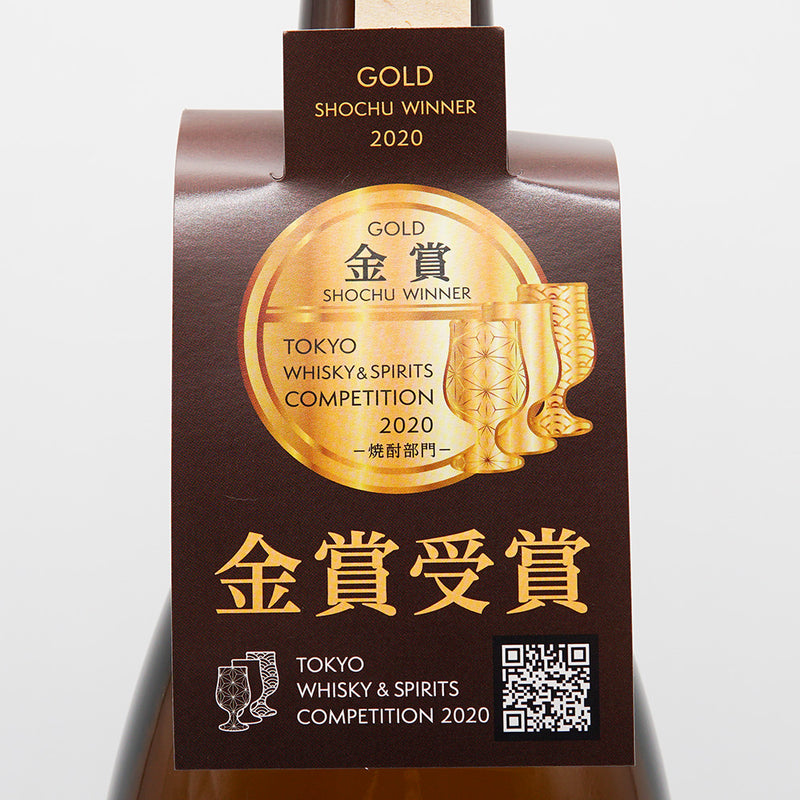 GOLD
SHOCHU WINNER
2020
GOLD
金賞
SHOCHU WINNER
TOKYO
WHISKY & SPIRITS
COMPETITION
2020
－焼酎部門－
金賞受賞
TOKYO
WHISKY & SPIRITS
COMPETITION 2020